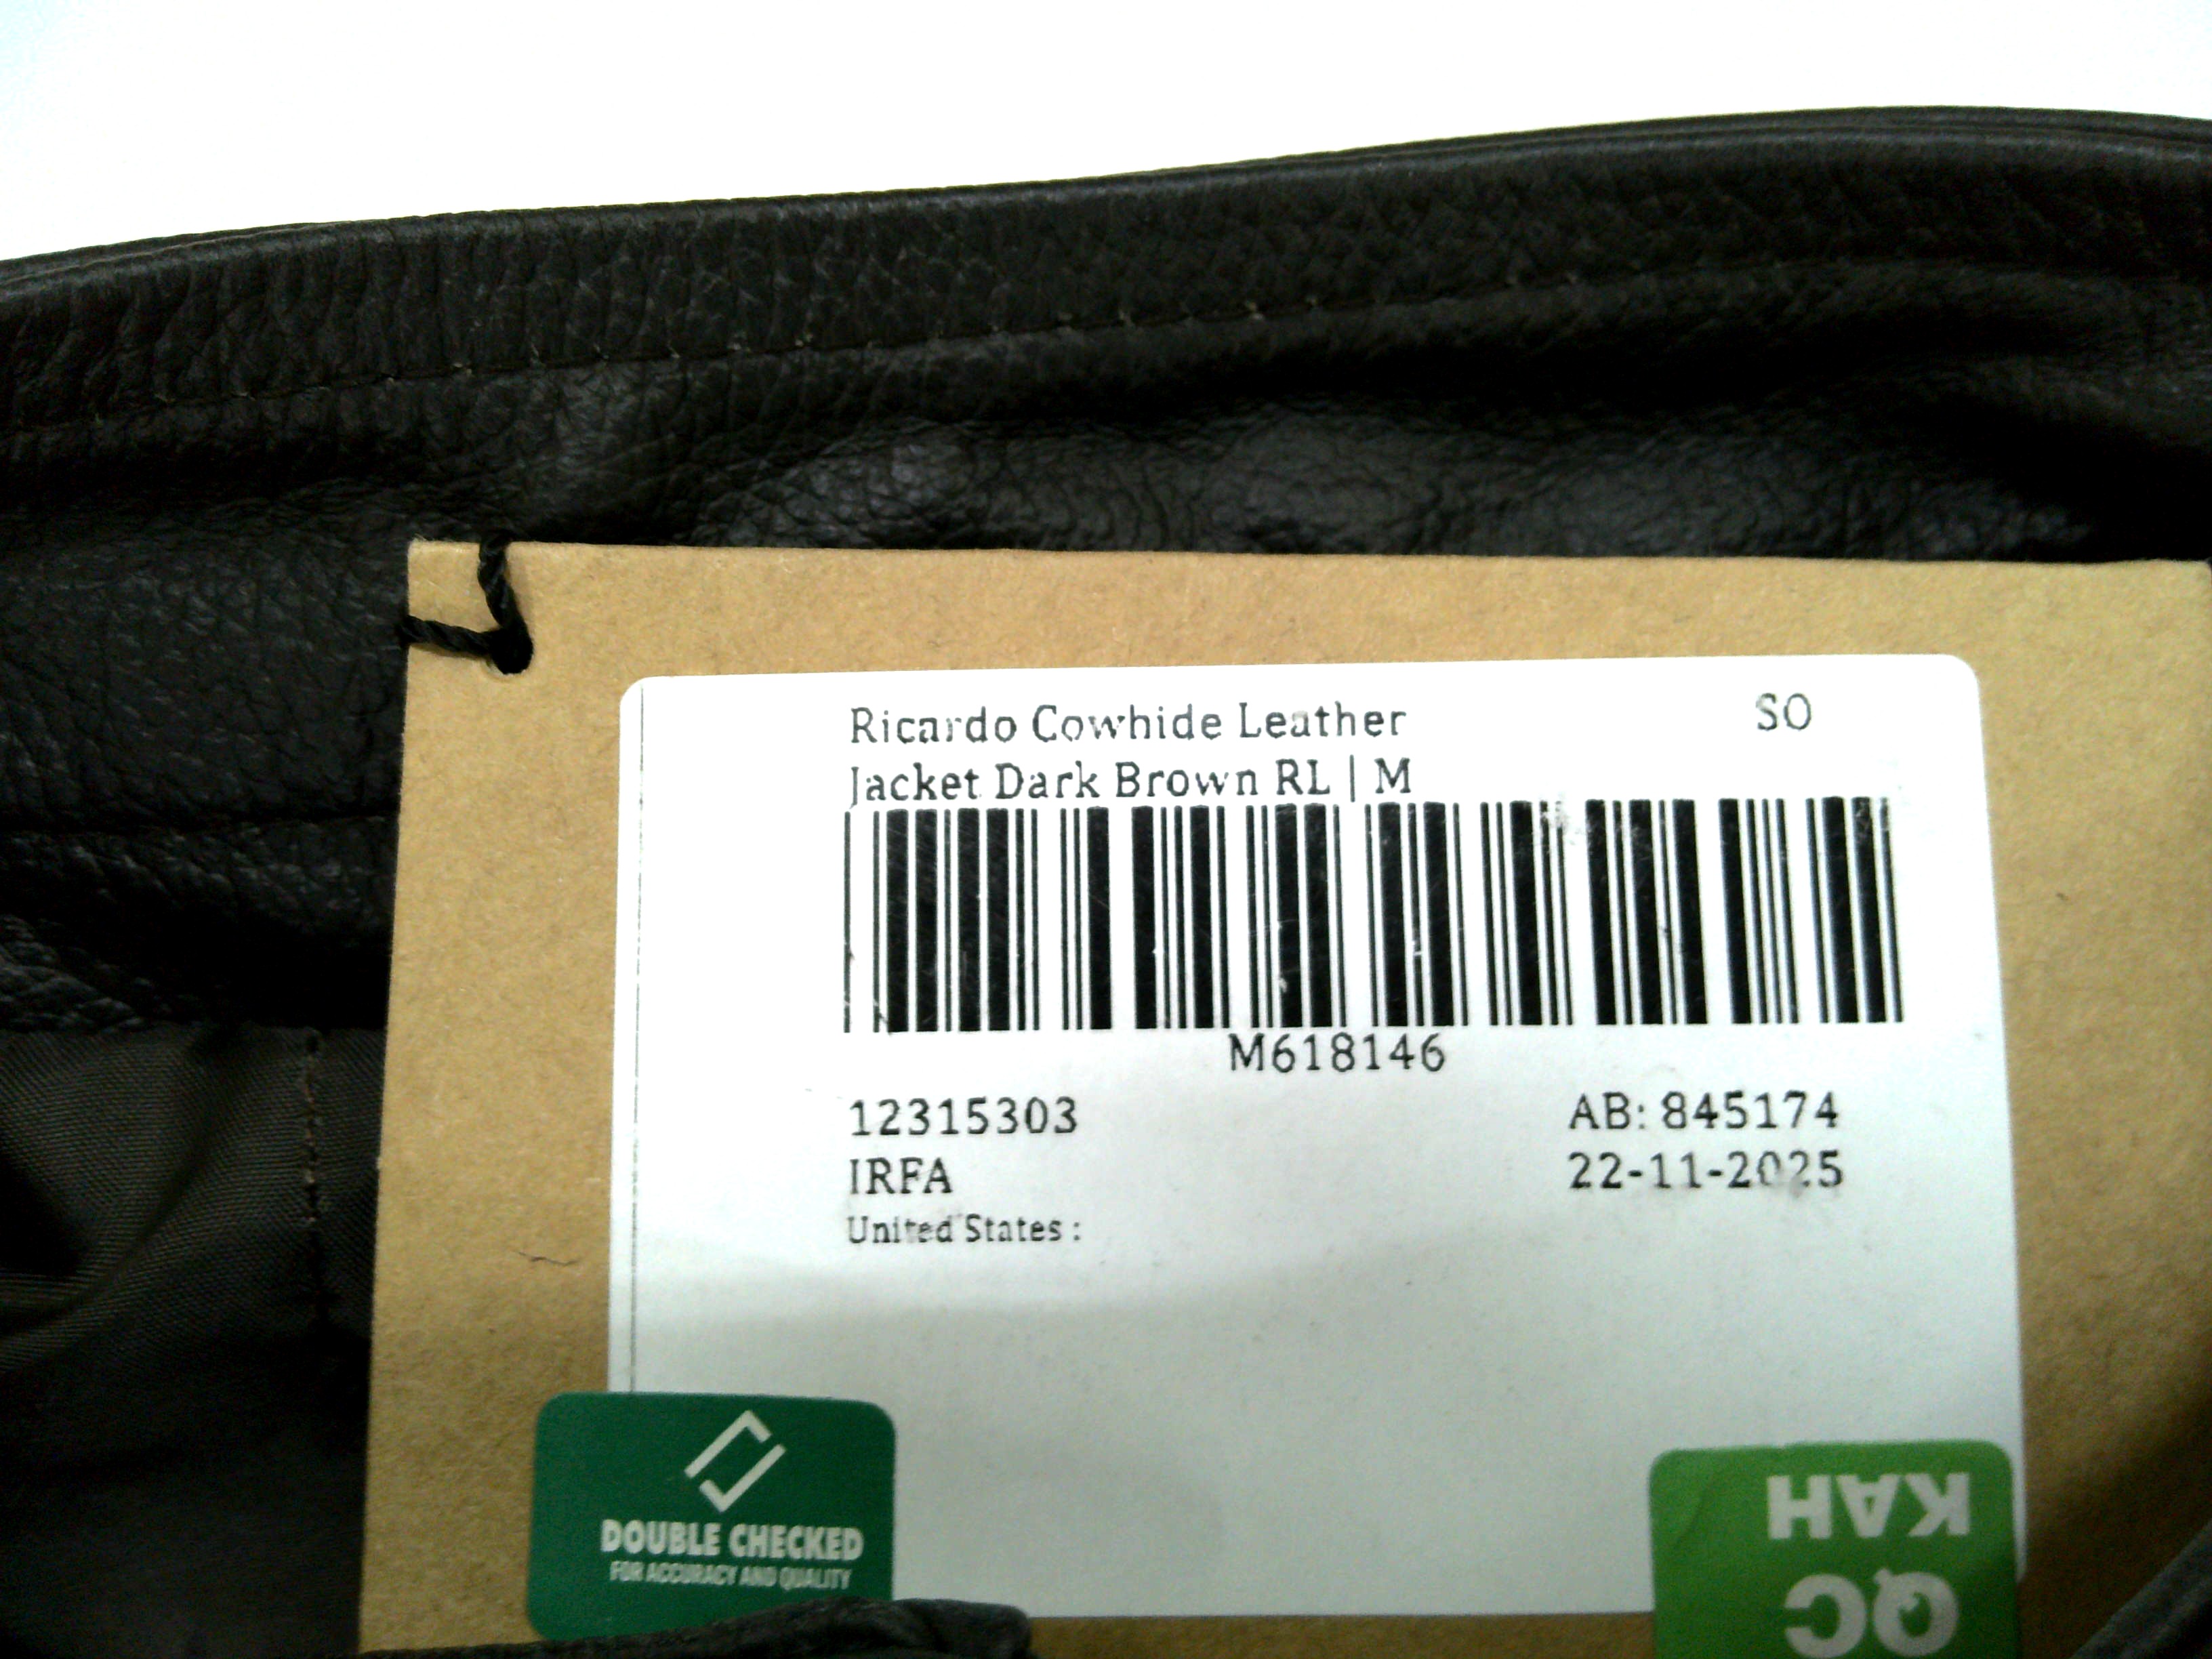 Ricardo Cowhide Leather SO
Jacket Dark Brown RL | M
M618146
12315303 AB: 845174
IRFA 22-11-2025
United States :
DOUBLE CHECKED
FOR ACCURACY AND QUALITY
QC
KAH